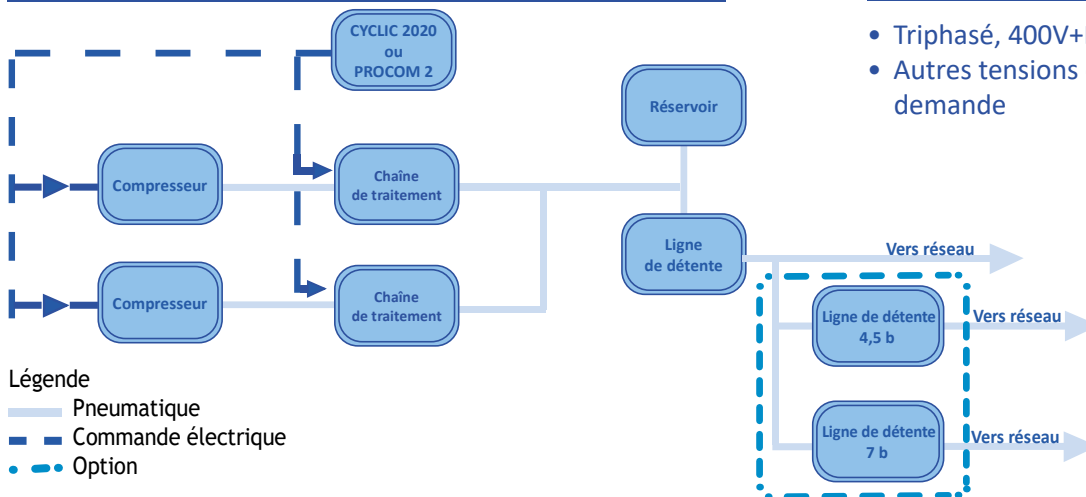 CYCLIC 2020
ou
PROCOM 2
• Triphasé, 400V+
• Autres tensions
demande
Réservoir
Compresseur
Chaîne
de traitement
Ligne
de détente
Vers réseau
Compresseur
Chaîne
de traitement
Ligne de détente
4,5 b
Vers réseau
Légende
Pneumatique
Commande électrique
Option
Ligne de détente
7 b
Vers réseau